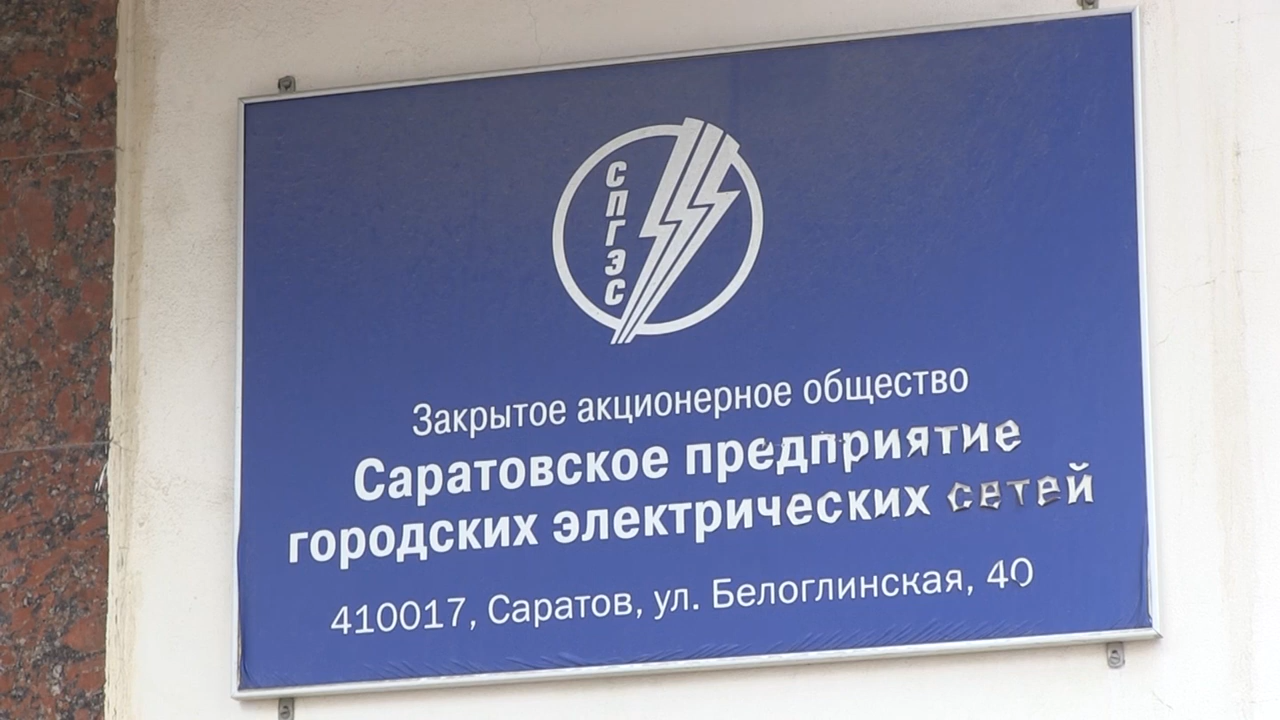 СПГЭС
Закрытое акционерное общество
Саратовское предприятие
городских электрических сетей
410017, Саратов, ул. Белоглинская, 40